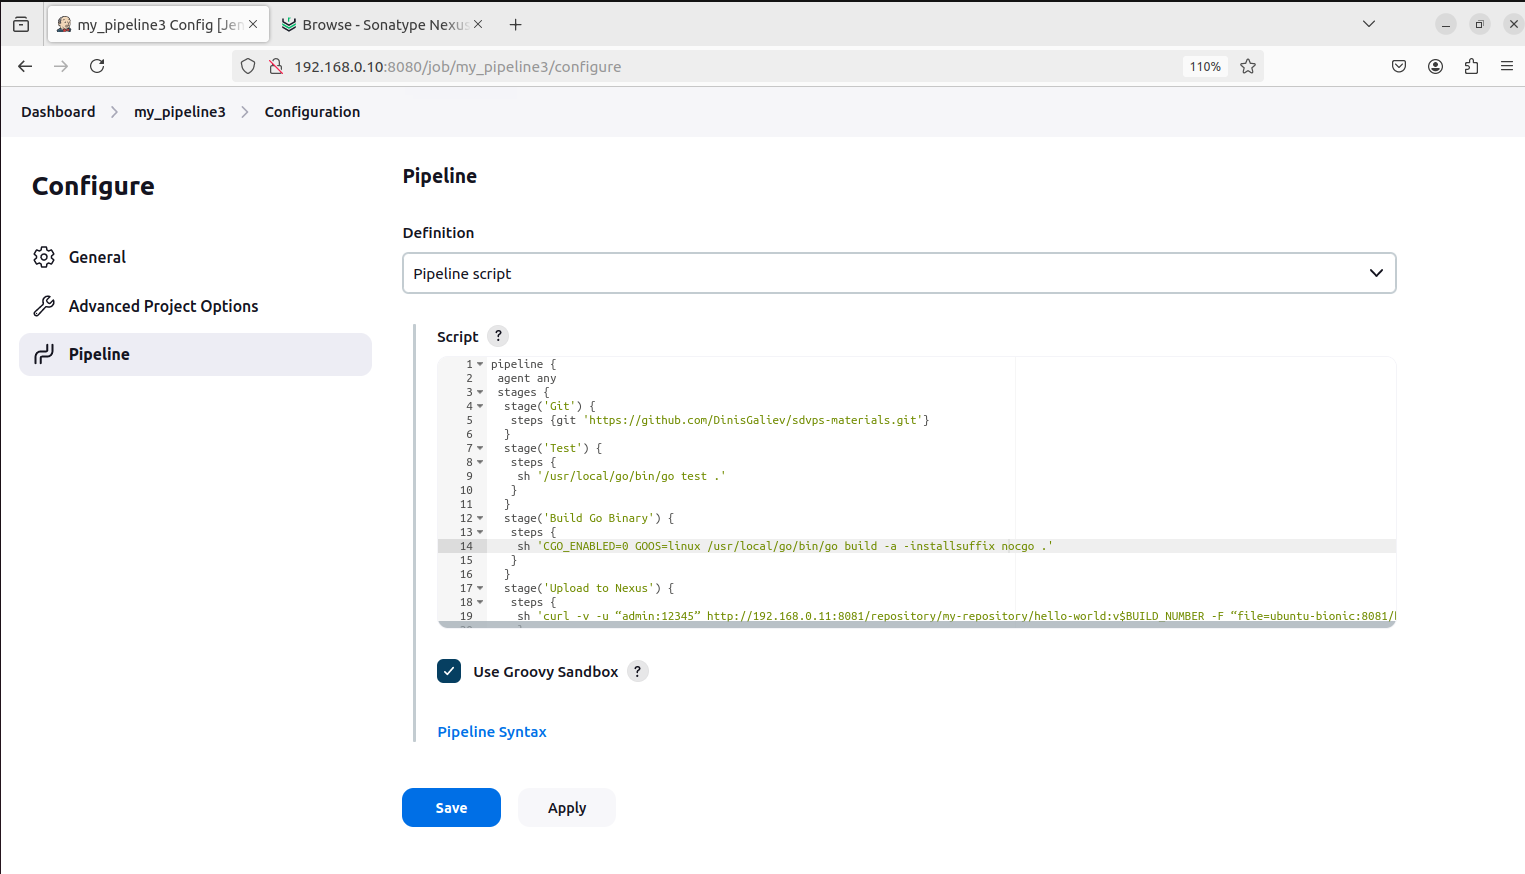 my_pipeline3 Config [Jen
Browse - Sonatype Nexus
192.168.0.10:8080/job/my_pipeline3/configure
110%
Dashboard > my_pipeline3 > Configuration
Configure
General
Advanced Project Options
Pipeline
Pipeline
Definition
Pipeline script
Script ?
1 pipeline {
2 agent any
3 stages {
4 stage('Git') {
5 steps {git 'https://github.com/DinisGaliev/sdvps-materials.git'}
6 }
7 stage('Test') {
8 steps {
9 sh '/usr/local/go/bin/go test .'
10 }
11 }
12 stage('Build Go Binary') {
13 steps {
14 sh 'CGO_ENABLED=0 GOOS=linux /usr/local/go/bin/go build -a -installsuffix nocgo .'
15 }
16 }
17 stage('Upload to Nexus') {
18 steps {
19 sh 'curl -v -u “admin:12345” http://192.168.0.11:8081/repository/my-repository/hello-world:v$BUILD_NUMBER -F “file=ubuntu-bionic:8081/
Use Groovy Sandbox ?
Pipeline Syntax
Save
Apply